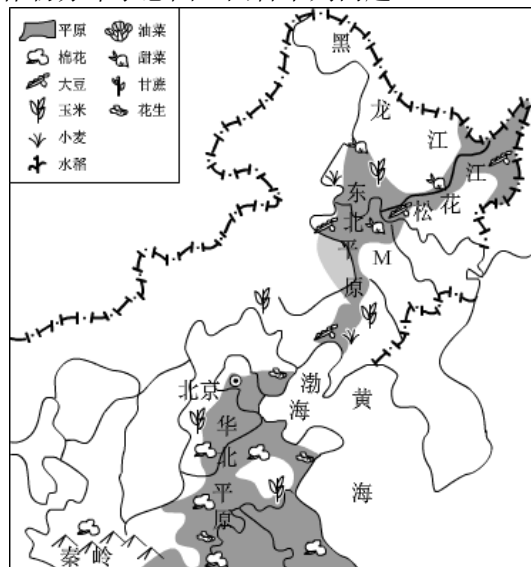 平原 油菜
棉花 甜菜
大豆 甘蔗
玉米 花生
小麦
水稻
黑
龙
江
江
花
松
东
北
平
原
M
渤
海
黄
海
北京
华
北
平
原
秦岭